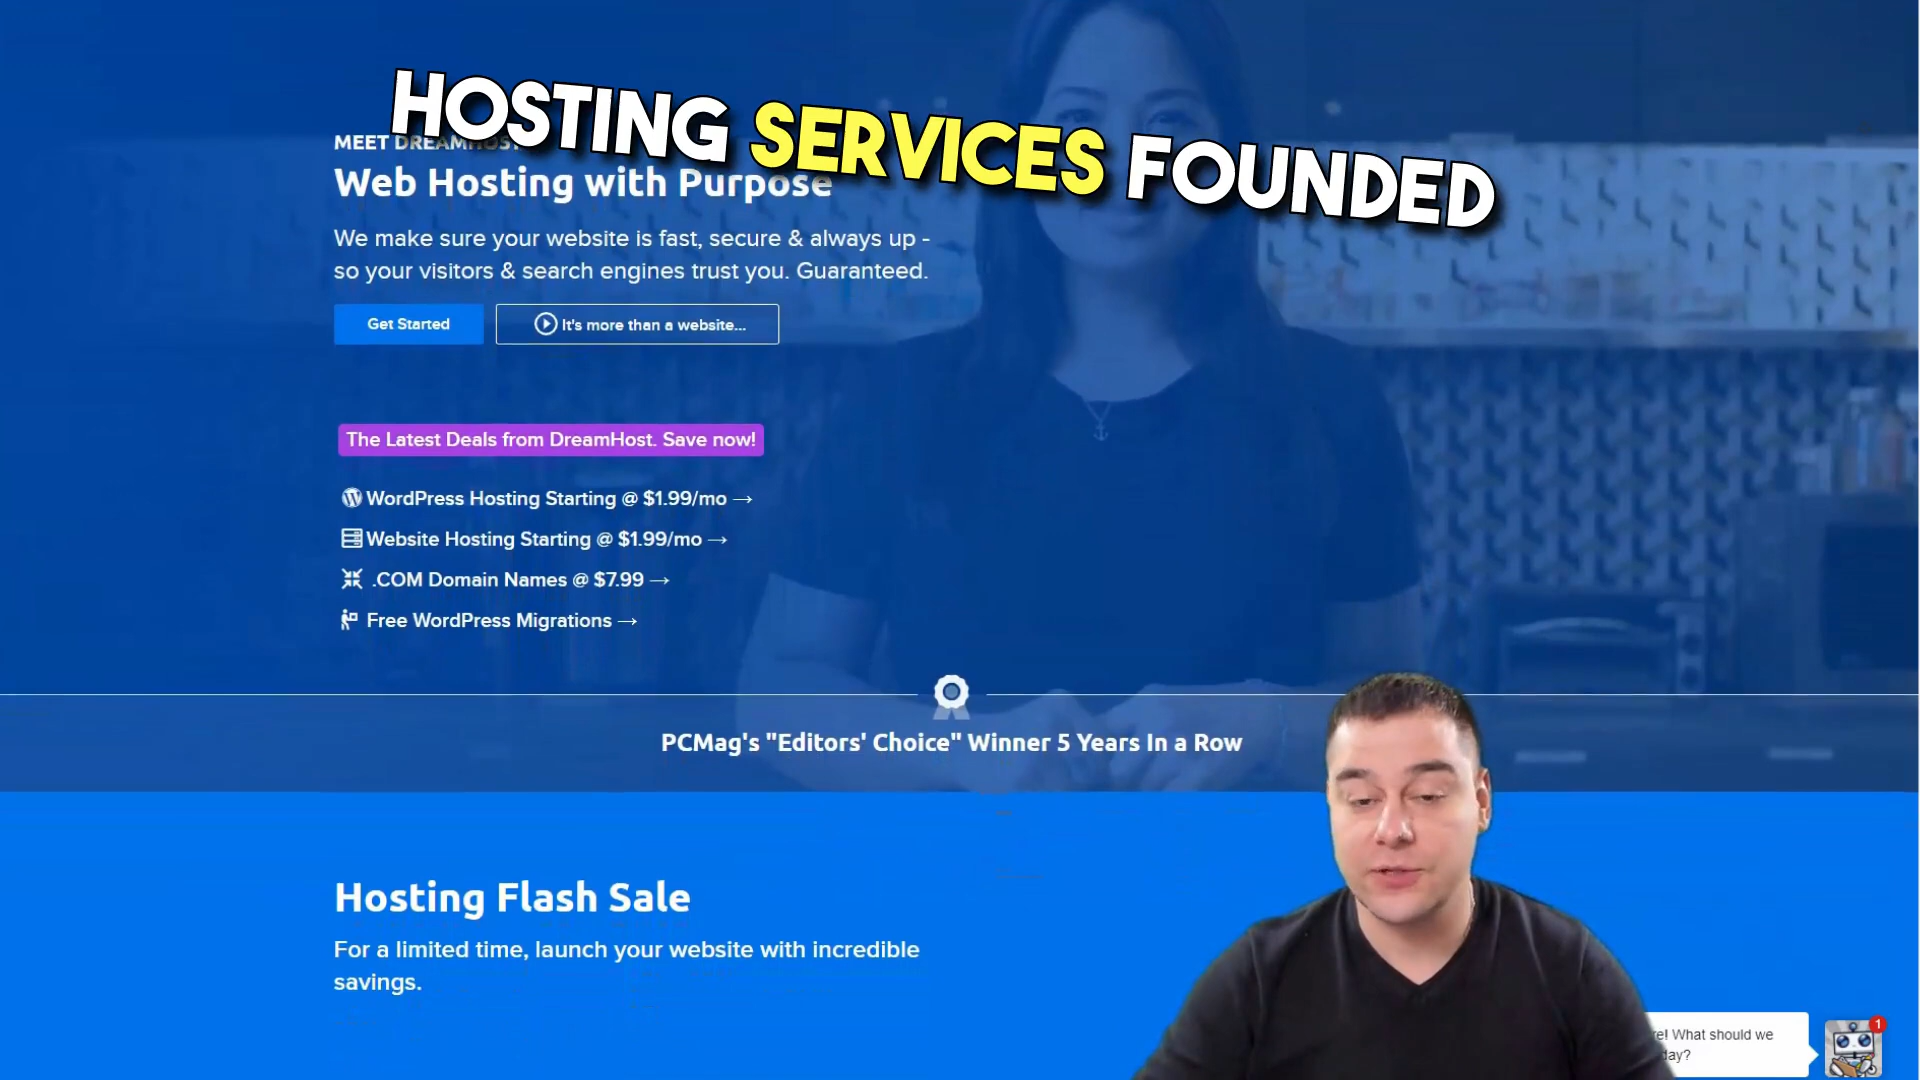 HOSTING SERVICES FOUNDED
MEET DREAMHOST
Web Hosting with Purpose
We make sure your website is fast, secure & always up -
so your visitors & search engines trust you. Guaranteed.
Get Started
It's more than a website...
The Latest Deals from DreamHost. Save now!
WordPress Hosting Starting @ $1.99/mo →
Website Hosting Starting @ $1.99/mo →
.COM Domain Names @ $7.99 →
Free WordPress Migrations →
PCMag's "Editors' Choice" Winner 5 Years In a Row
Hosting Flash Sale
For a limited time, launch your website with incredible
savings.
! What should we
1